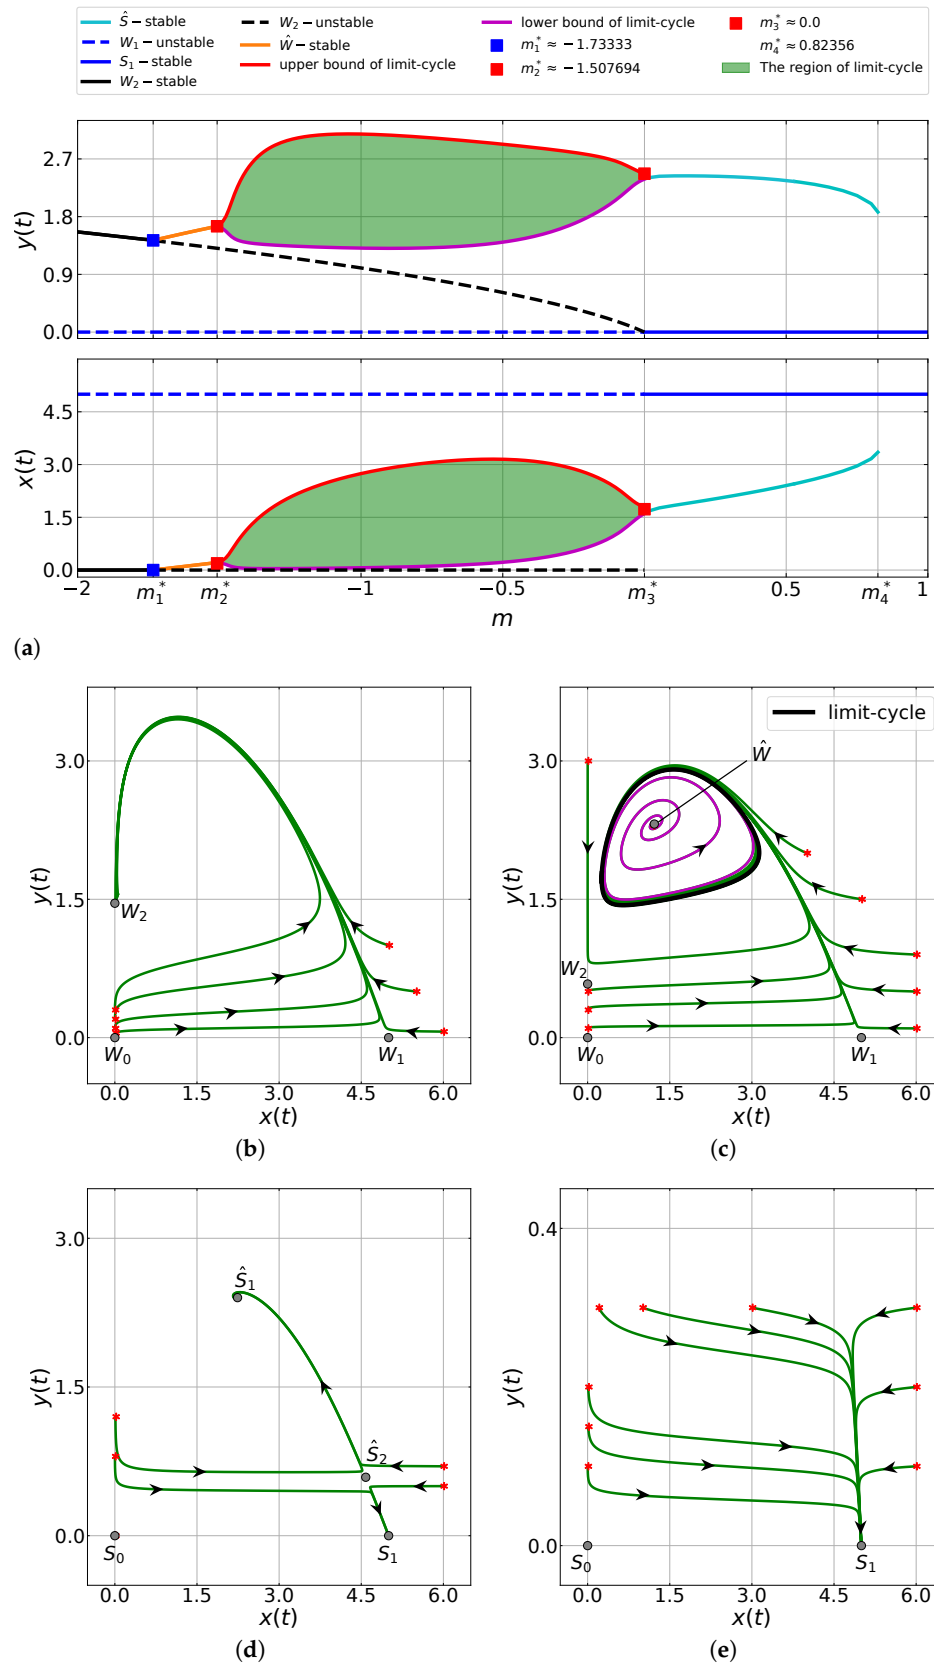 Ŝ − stable
W₁ − unstable
S₁ − stable
W₂ − stable
W₂ − unstable
Ŵ − stable
upper bound of limit-cycle
lower bound of limit-cycle
m₁* ≈ −1.73333
m₂* ≈ −1.507694
m₃* ≈ 0.0
m₄* ≈ 0.82356
The region of limit-cycle
y(t)
2.7
1.8
0.9
0.0
x(t)
4.5
3.0
1.5
0.0
−2 m₁* m₂* −1 −0.5 m₃* 0.5 m₄* 1
m
(a)
y(t)
3.0
1.5
0.0
W₂
W₀ W₁
0.0 1.5 3.0 4.5 6.0
x(t)
(b)
limit-cycle
Ŵ
y(t)
3.0
1.5
0.0
W₂
W₀ W₁
0.0 1.5 3.0 4.5 6.0
x(t)
(c)
y(t)
3.0
1.5
0.0
Ŝ₁
Ŝ₂
S₀ S₁
0.0 1.5 3.0 4.5 6.0
x(t)
(d)
y(t)
0.4
0.0
S₀ S₁
0.0 1.5 3.0 4.5 6.0
x(t)
(e)